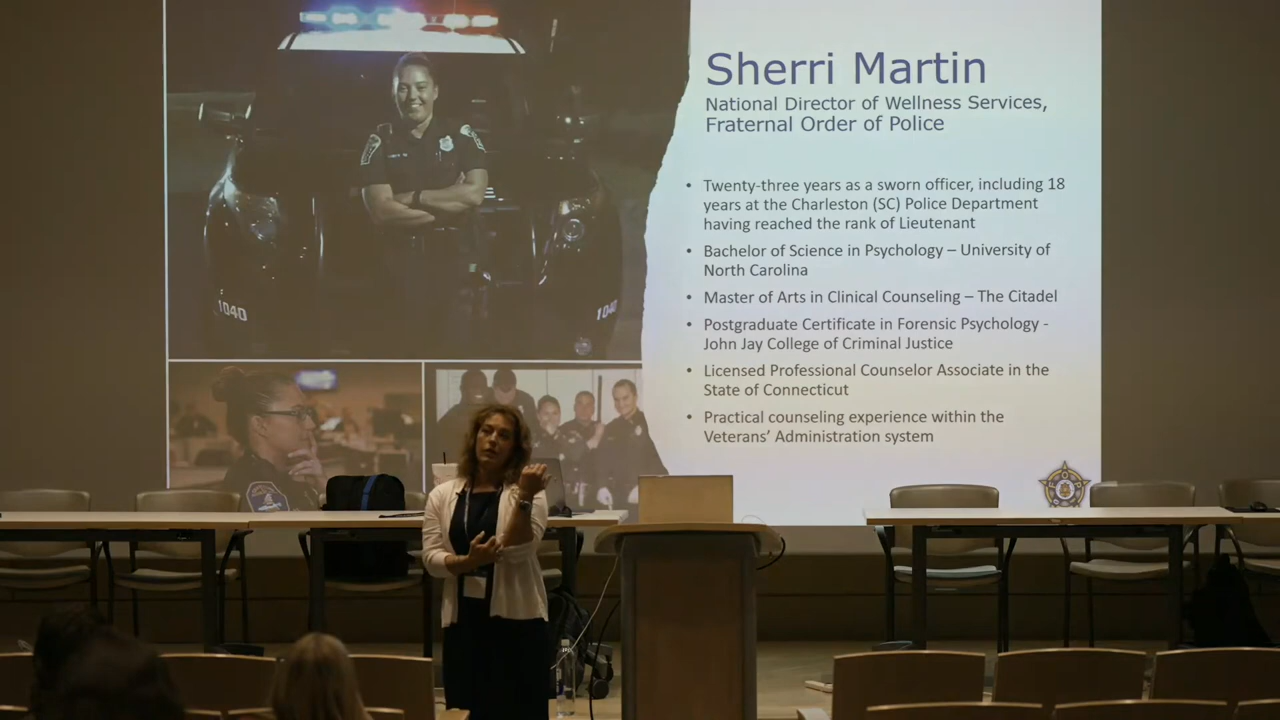 Sherri Martin
National Director of Wellness Services,
Fraternal Order of Police
• Twenty-three years as a sworn officer, including 18
years at the Charleston (SC) Police Department
having reached the rank of Lieutenant
• Bachelor of Science in Psychology – University of
North Carolina
• Master of Arts in Clinical Counseling – The Citadel
• Postgraduate Certificate in Forensic Psychology -
John Jay College of Criminal Justice
• Licensed Professional Counselor Associate in the
State of Connecticut
• Practical counseling experience within the
Veterans’ Administration system
1040
1040